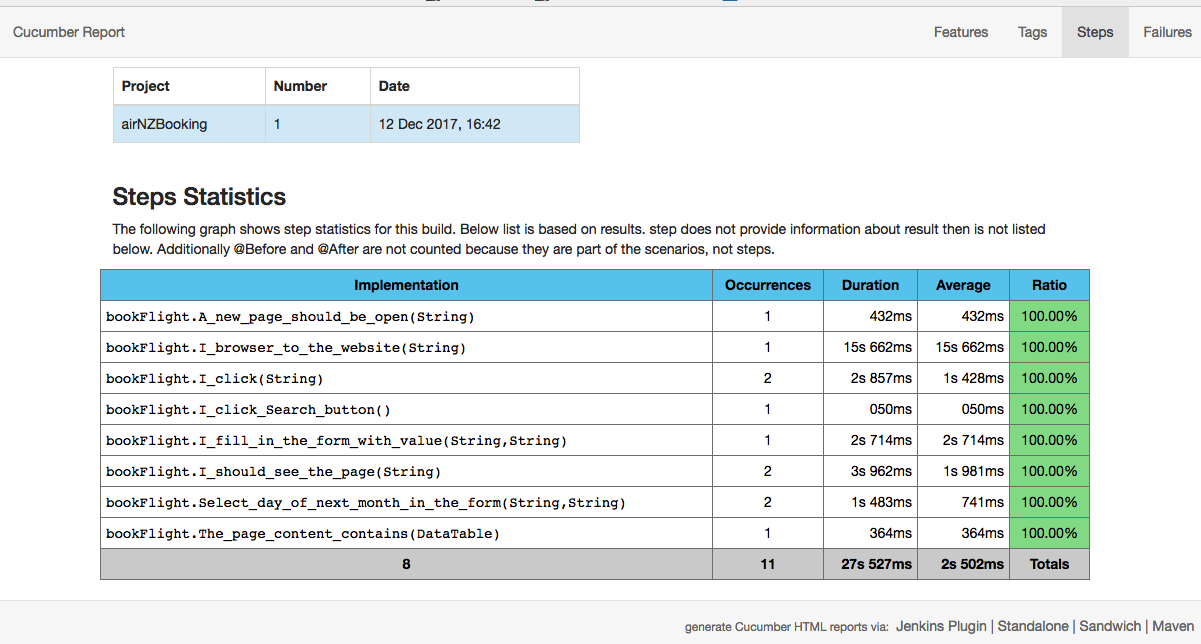 Cucumber Report Features Tags Steps Failures
Project Number Date
airNZBooking 1 12 Dec 2017, 16:42
Steps Statistics
The following graph shows step statistics for this build. Below list is based on results. step does not provide information about result then is not listed
below. Additionally @Before and @After are not counted because they are part of the scenarios, not steps.
Implementation Occurrences Duration Average Ratio
bookFlight.A_new_page_should_be_open(String) 1 432ms 432ms 100.00%
bookFlight.I_browser_to_the_website(String) 1 15s 662ms 15s 662ms 100.00%
bookFlight.I_click(String) 2 2s 857ms 1s 428ms 100.00%
bookFlight.I_click_Search_button() 1 050ms 050ms 100.00%
bookFlight.I_fill_in_the_form_with_value(String,String) 1 2s 714ms 2s 714ms 100.00%
bookFlight.I_should_see_the_page(String) 2 3s 962ms 1s 981ms 100.00%
bookFlight.Select_day_of_next_month_in_the_form(String,String) 2 1s 483ms 741ms 100.00%
bookFlight.The_page_content_contains(DataTable) 1 364ms 364ms 100.00%
8 11 27s 527ms 2s 502ms Totals
generate Cucumber HTML reports via: Jenkins Plugin | Standalone | Sandwich | Maven